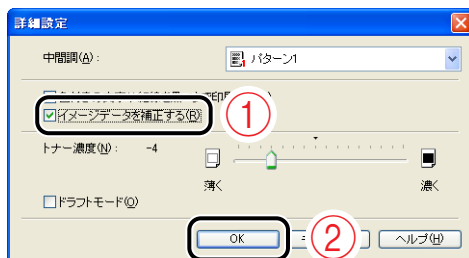 詳細設定
中間調(A): パターン1
イメージデータを補正する(R)
①
トナー濃度(N): -4
薄く 濃く
ドラフトモード(O)
OK ヘルプ(H)
②